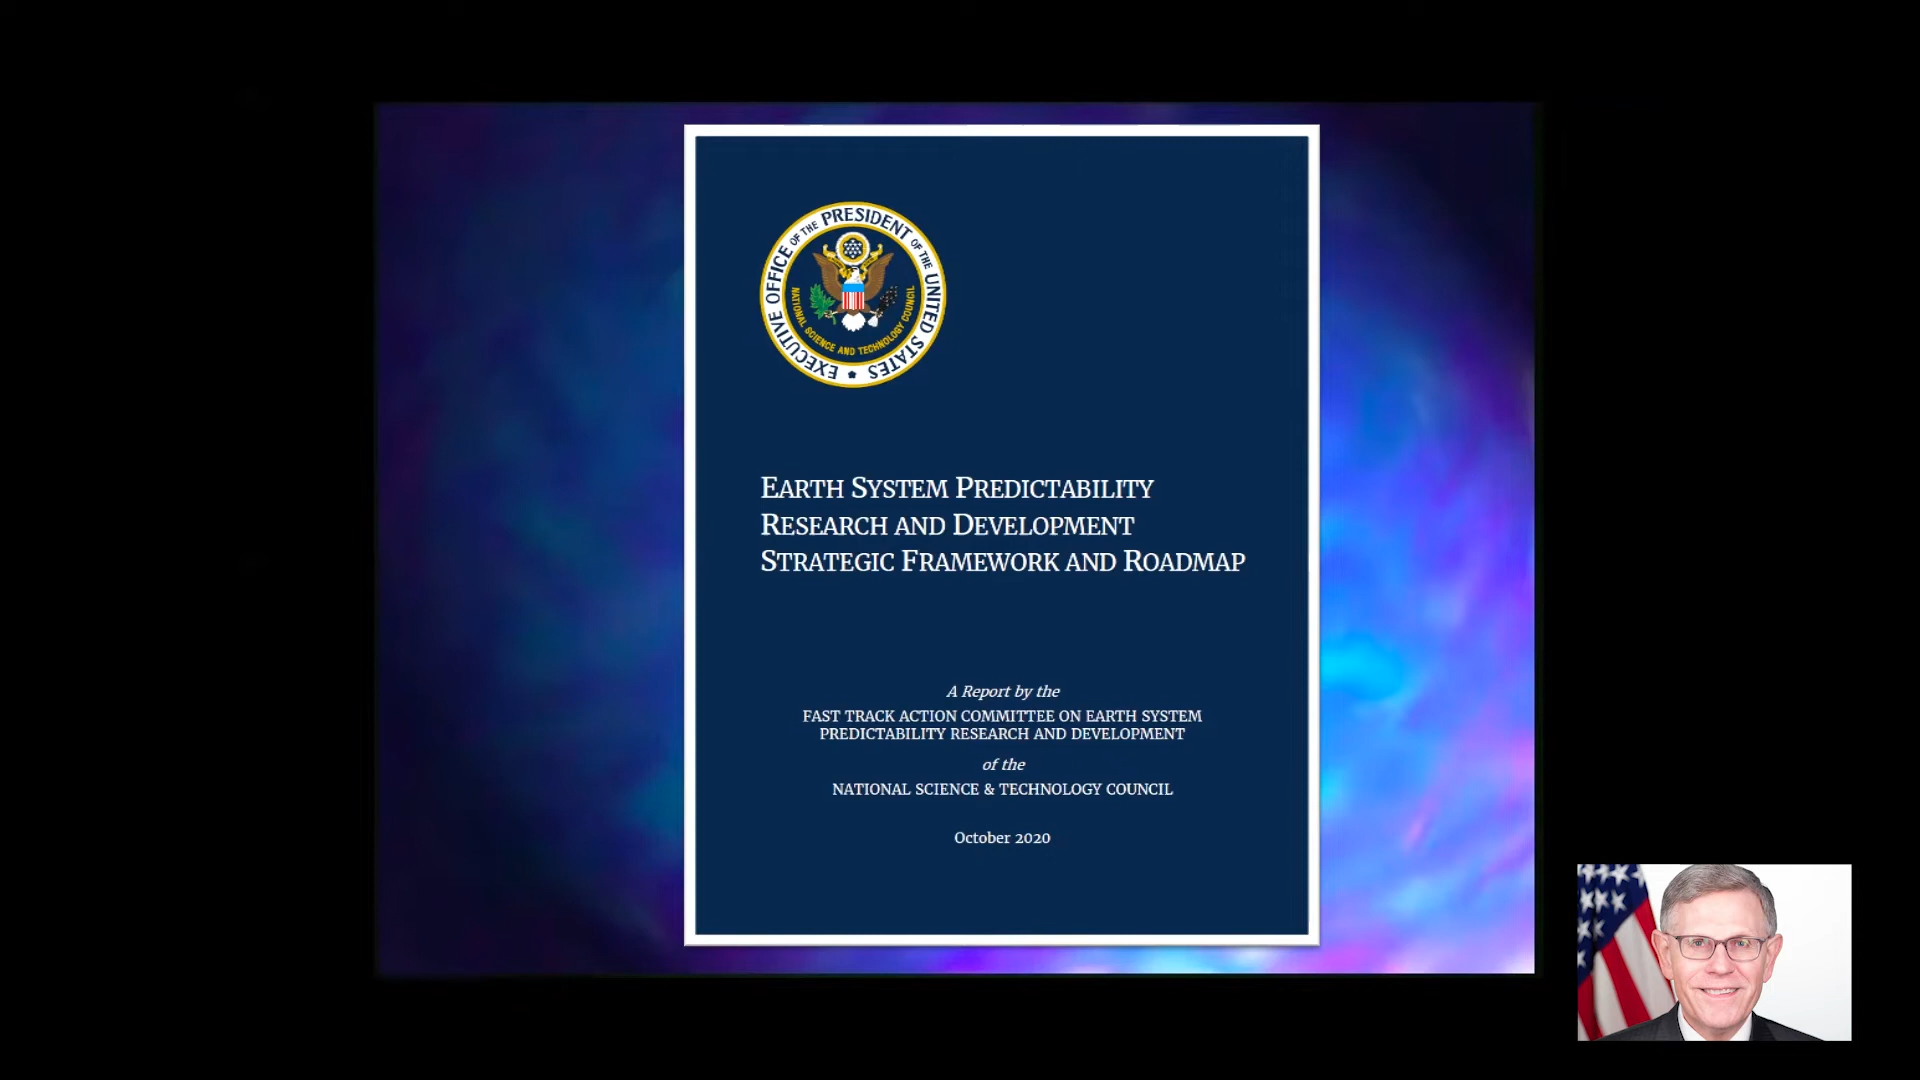 EXECUTIVE OFFICE OF THE PRESIDENT OF THE UNITED STATES
NATIONAL SCIENCE AND TECHNOLOGY COUNCIL
EARTH SYSTEM PREDICTABILITY
RESEARCH AND DEVELOPMENT
STRATEGIC FRAMEWORK AND ROADMAP
A Report by the
FAST TRACK ACTION COMMITTEE ON EARTH SYSTEM
PREDICTABILITY RESEARCH AND DEVELOPMENT
of the
NATIONAL SCIENCE & TECHNOLOGY COUNCIL
October 2020